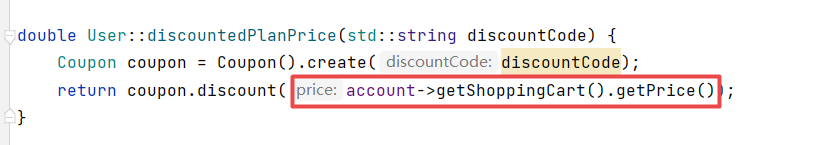 double User::discountedPlanPrice(std::string discountCode) {
    Coupon coupon = Coupon().create( discountCode: discountCode);
    return coupon.discount( price: account->getShoppingCart().getPrice());
}